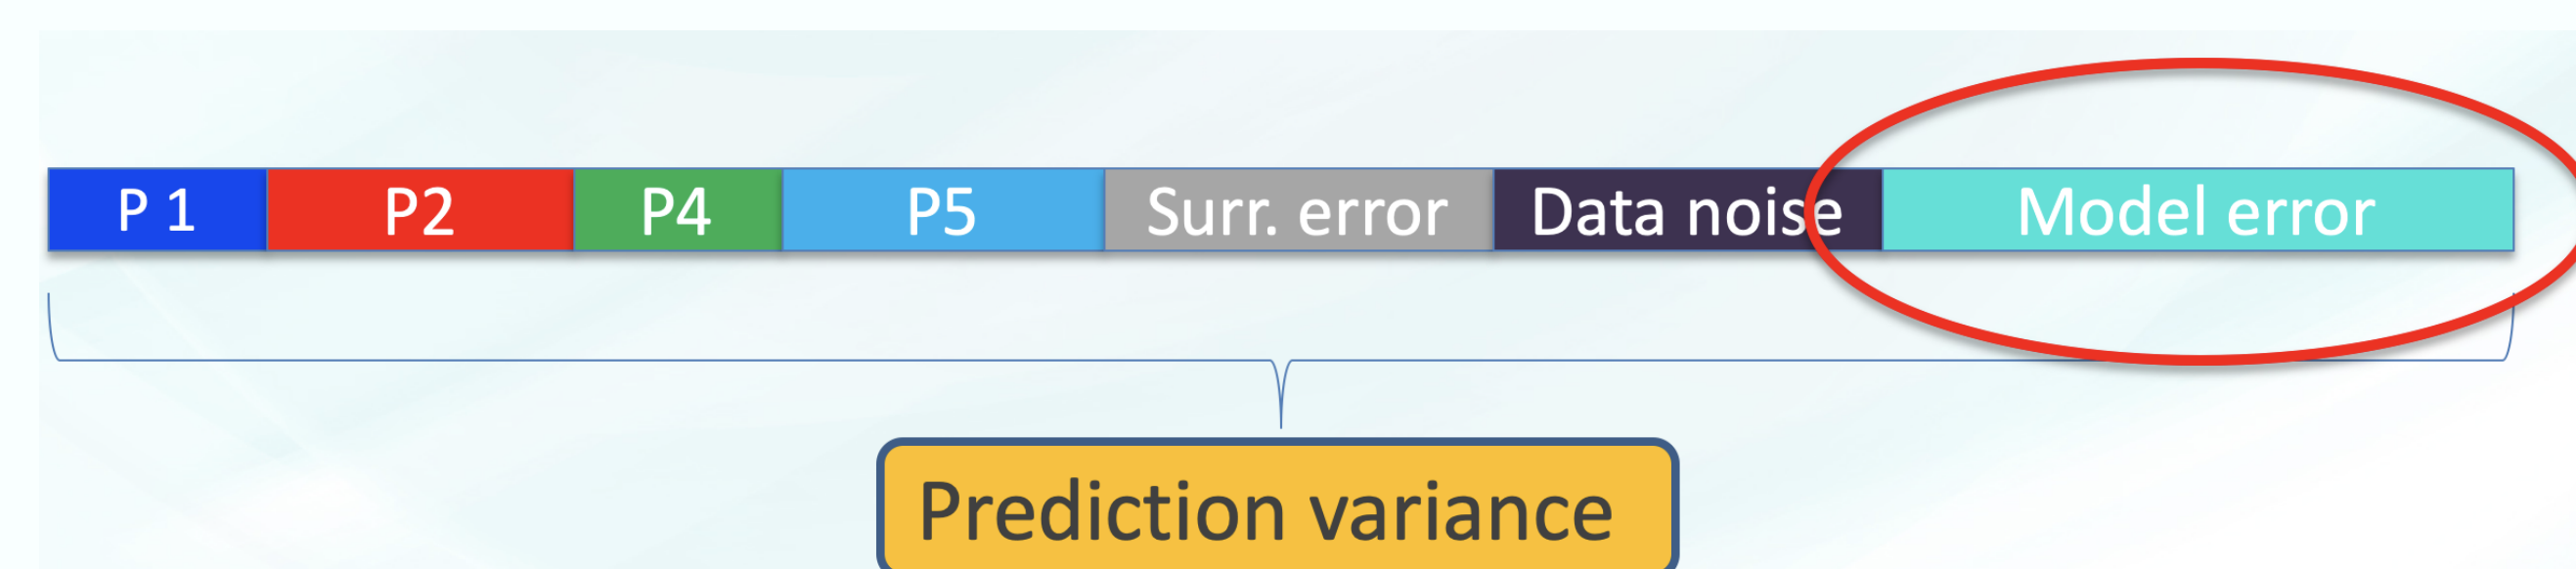 P 1 P2 P4 P5 Surr. error Data noise Model error
Prediction variance